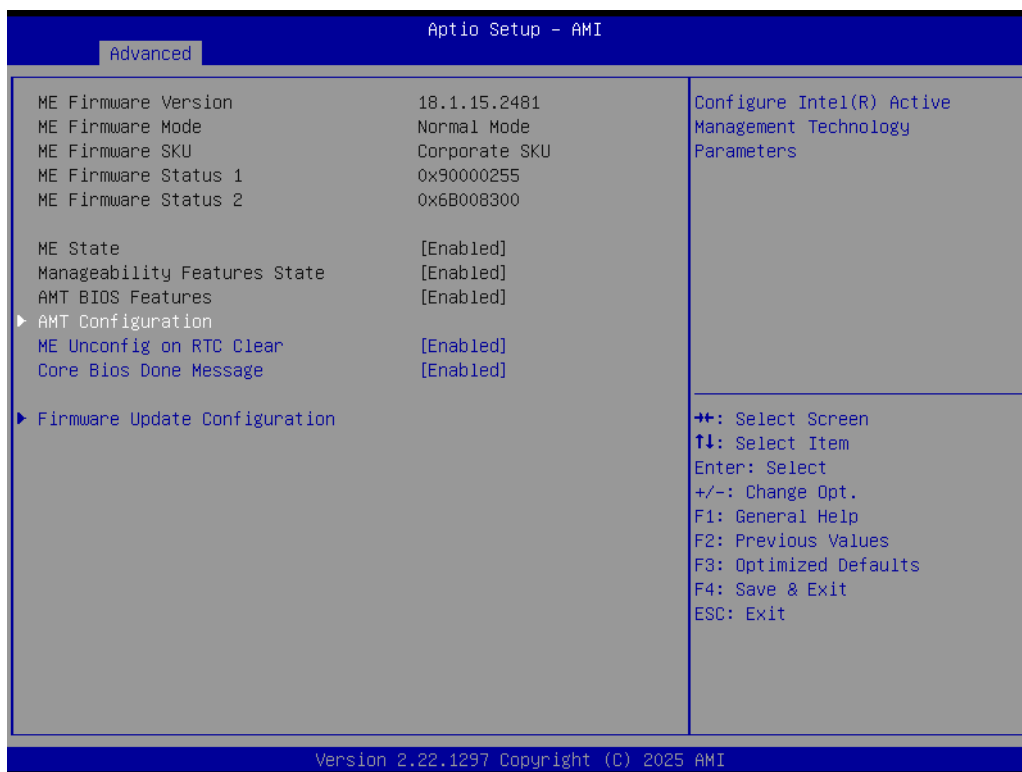 Aptio Setup - AMI
Advanced
ME Firmware Version 18.1.15.2481
ME Firmware Mode Normal Mode
ME Firmware SKU Corporate SKU
ME Firmware Status 1 0x90000255
ME Firmware Status 2 0x6B008300
ME State [Enabled]
Manageability Features State [Enabled]
AMT BIOS Features [Enabled]
AMT Configuration
ME Unconfig on RTC Clear [Enabled]
Core Bios Done Message [Enabled]
Firmware Update Configuration
Configure Intel(R) Active
Management Technology
Parameters
→←: Select Screen
↑↓: Select Item
Enter: Select
+/-: Change Opt.
F1: General Help
F2: Previous Values
F3: Optimized Defaults
F4: Save & Exit
ESC: Exit
Version 2.22.1297 Copyright (C) 2025 AMI